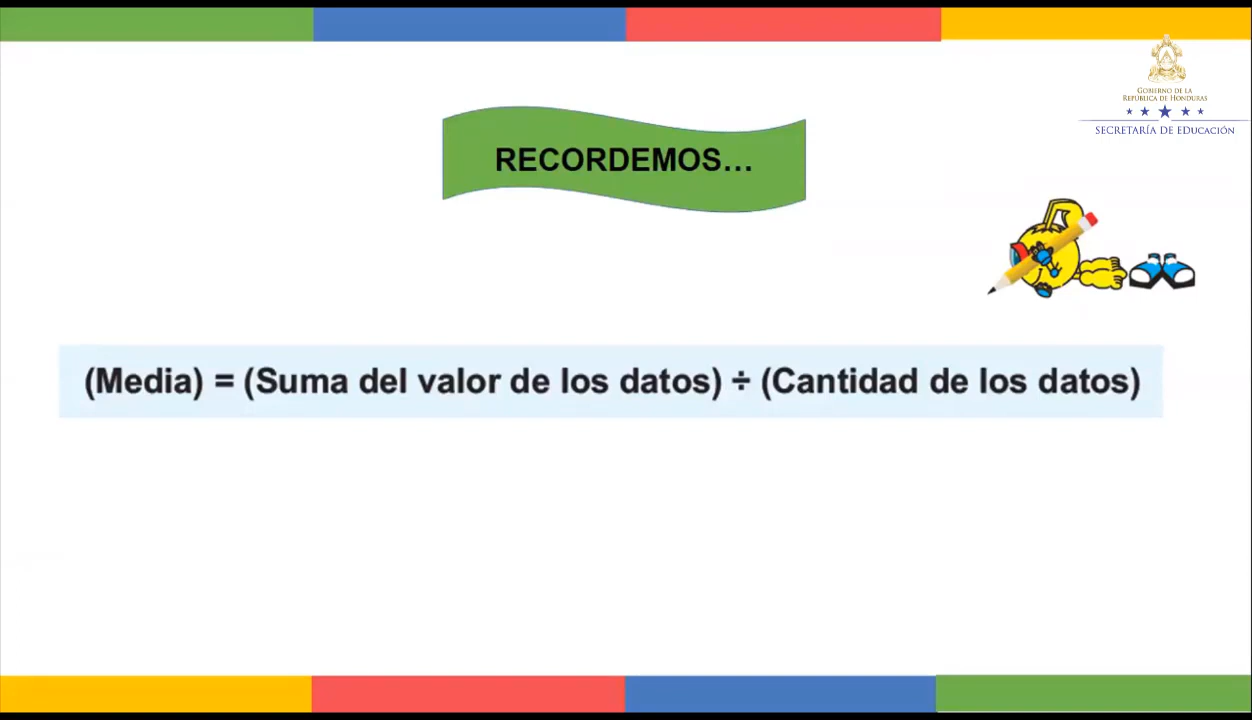 GOBIERNO DE LA
REPÚBLICA DE HONDURAS
SECRETARÍA DE EDUCACIÓN
RECORDEMOS...
(Media) = (Suma del valor de los datos) ÷ (Cantidad de los datos)